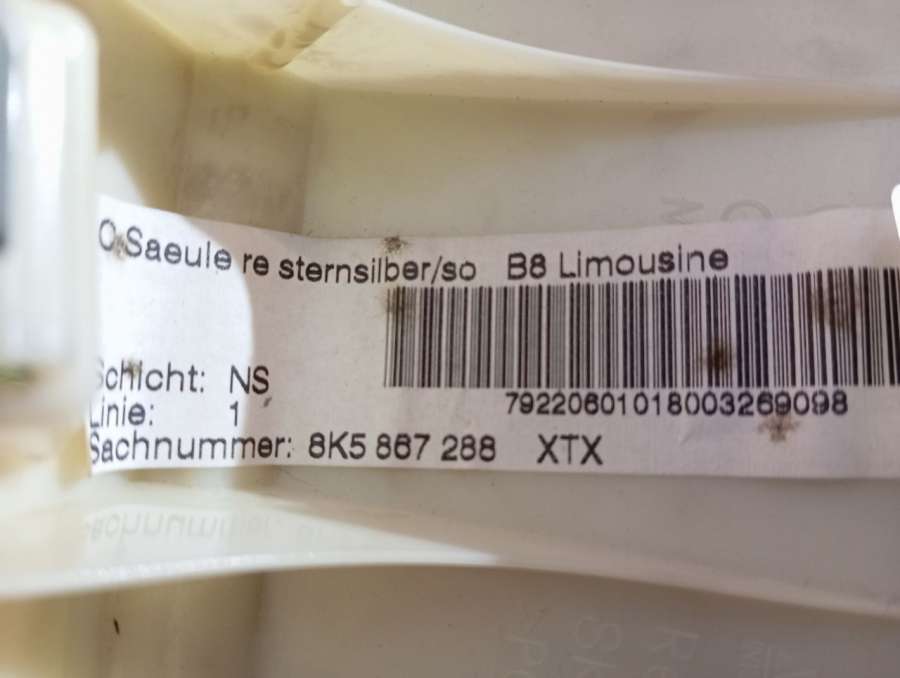 C Saeule re sternsilber/so B8 Limousine
Schicht: NS
79220601018003269098
Linie: 1
Sachnummer: 8K5 867 288 XTX